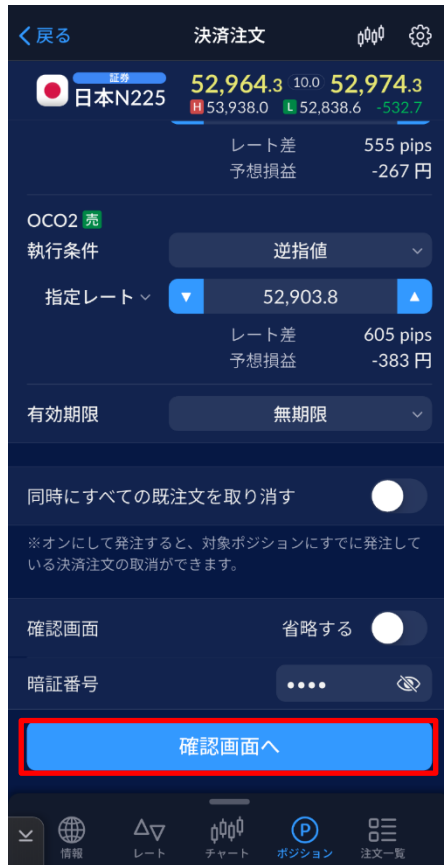 戻る 決済注文
証券
日本N225
52,964.3 10.0 52,974.3
H 53,938.0 L 52,838.6 -532.7
レート差 555 pips
予想損益 -267 円
OCO2 売
執行条件 逆指値
指定レート 52,903.8
レート差 605 pips
予想損益 -383 円
有効期限 無期限
同時にすべての既注文を取り消す
※オンにして発注すると、対象ポジションにすでに発注して
いる決済注文の取消ができます。
確認画面 省略する
暗証番号 ••••
確認画面へ
情報 レート チャート ポジション 注文一覧